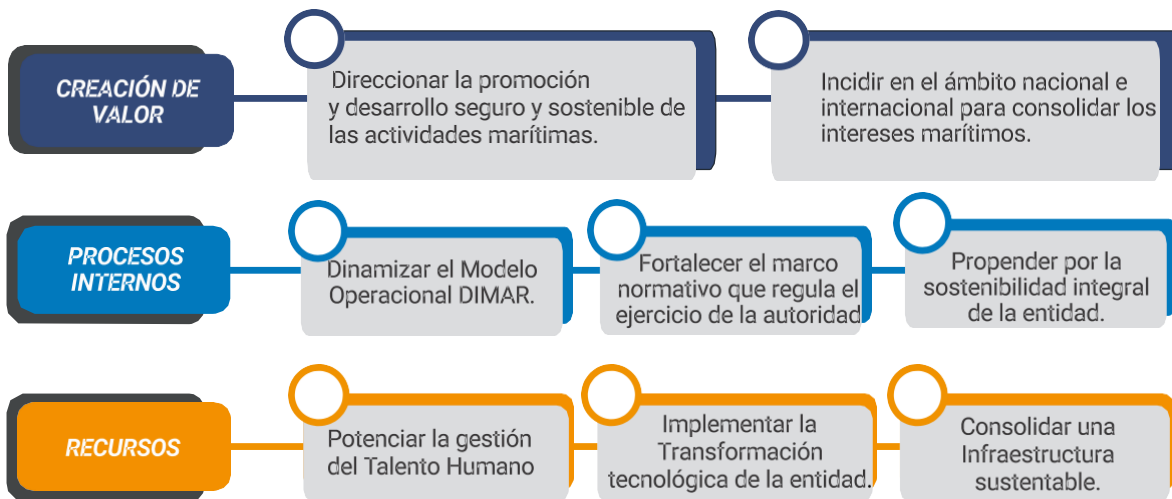 CREACIÓN DE
VALOR
Direccionar la promoción
y desarrollo seguro y sostenible de
las actividades marítimas.
Incidir en el ámbito nacional e
internacional para consolidar los
intereses marítimos.
PROCESOS
INTERNOS
Dinamizar el Modelo
Operacional DIMAR.
Fortalecer el marco
normativo que regula el
ejercicio de la autoridad
Propender por la
sostenibilidad integral
de la entidad.
RECURSOS
Potenciar la gestión
del Talento Humano
Implementar la
Transformación
tecnológica de la entidad.
Consolidar una
Infraestructura
sustentable.